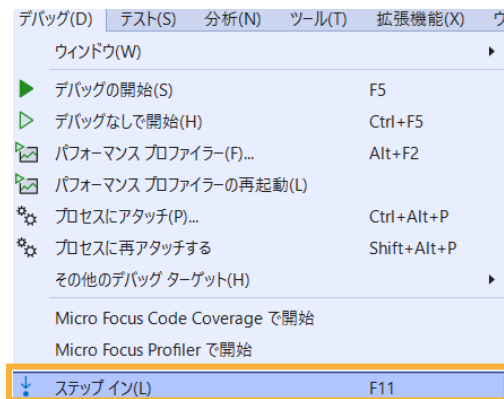 デバッグ(D) テスト(S) 分析(N) ツール(T) 拡張機能(X)
ウィンドウ(W)
デバッグの開始(S) F5
デバッグなしで開始(H) Ctrl+F5
パフォーマンス プロファイラー(F)... Alt+F2
パフォーマンス プロファイラーの再起動(L)
プロセスにアタッチ(P)... Ctrl+Alt+P
プロセスに再アタッチする Shift+Alt+P
その他のデバッグ ターゲット(H)
Micro Focus Code Coverage で開始
Micro Focus Profiler で開始
ステップ イン(L) F11